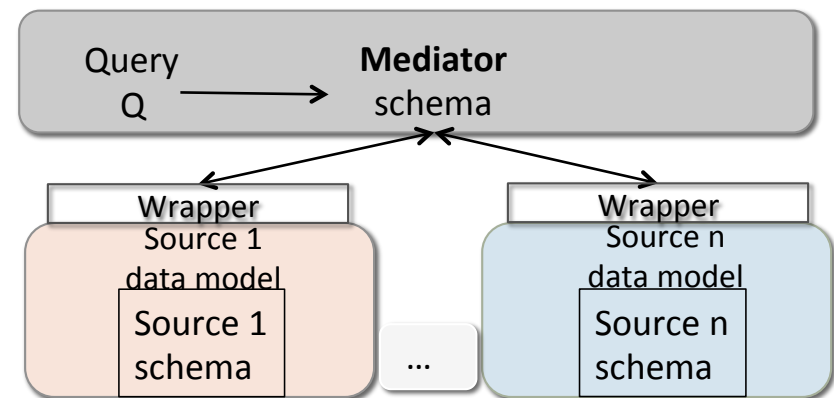 Query
Q
Mediator
schema
Wrapper
Source 1
data model
Source 1
schema
...
Wrapper
Source n
data model
Source n
schema